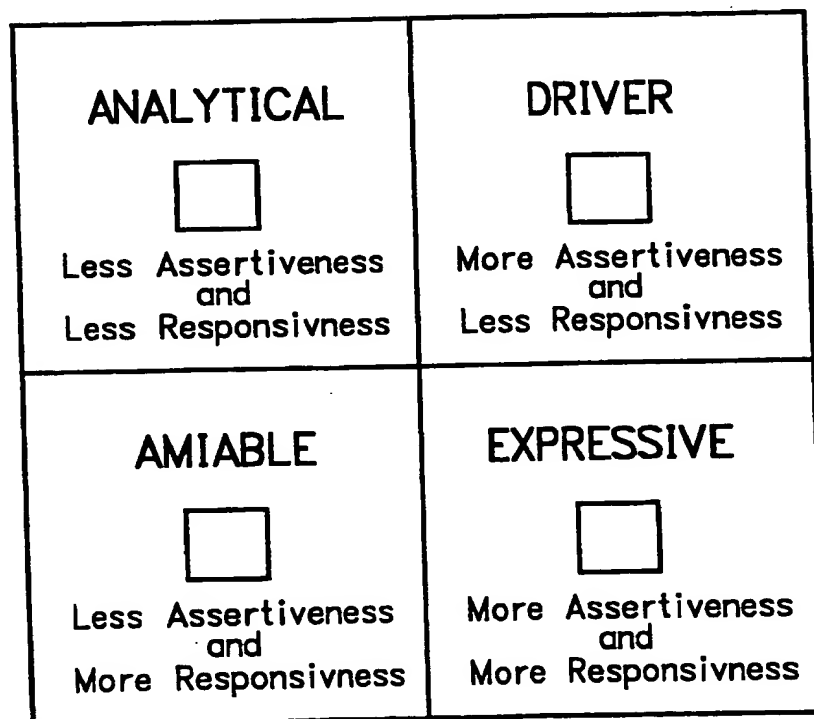 ANALYTICAL
Less Assertiveness
and
Less Responsivness
DRIVER
More Assertiveness
and
Less Responsivness
AMIABLE
Less Assertiveness
and
More Responsivness
EXPRESSIVE
More Assertiveness
and
More Responsivness